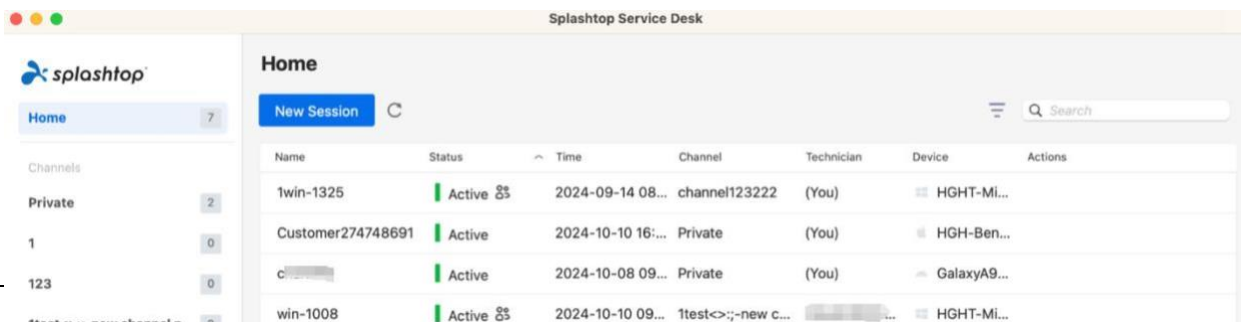 Splashtop Service Desk
splashtop
Home 7
Channels
Private 2
1 0
123 0
Home
New Session
Search
Name Status Time Channel Technician Device Actions
1win-1325 Active 2024-09-14 08... channel123222 (You) HGHT-Mi...
Customer274748691 Active 2024-10-10 16:... Private (You) HGH-Ben...
Active 2024-10-08 09... Private (You) GalaxyA9...
win-1008 Active 2024-10-10 09... 1test<>:;-new c... HGHT-Mi...